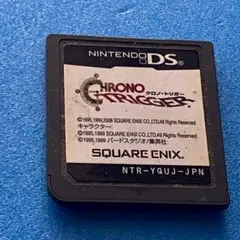 NINTENDO DS
CHRONO
クロノ・トリガー
TRIGGER
©1995,1999,2008 SQUARE ENIX CO.,LTD.All Rights Reserved.
キャラクター:
©1995,1999 SQUARE ENIX CO.,LTD.All Rights Reserved.
©1995,1999 バードスタジオ/集英社
SQUARE ENIX
NTR-YQUJ-JPN